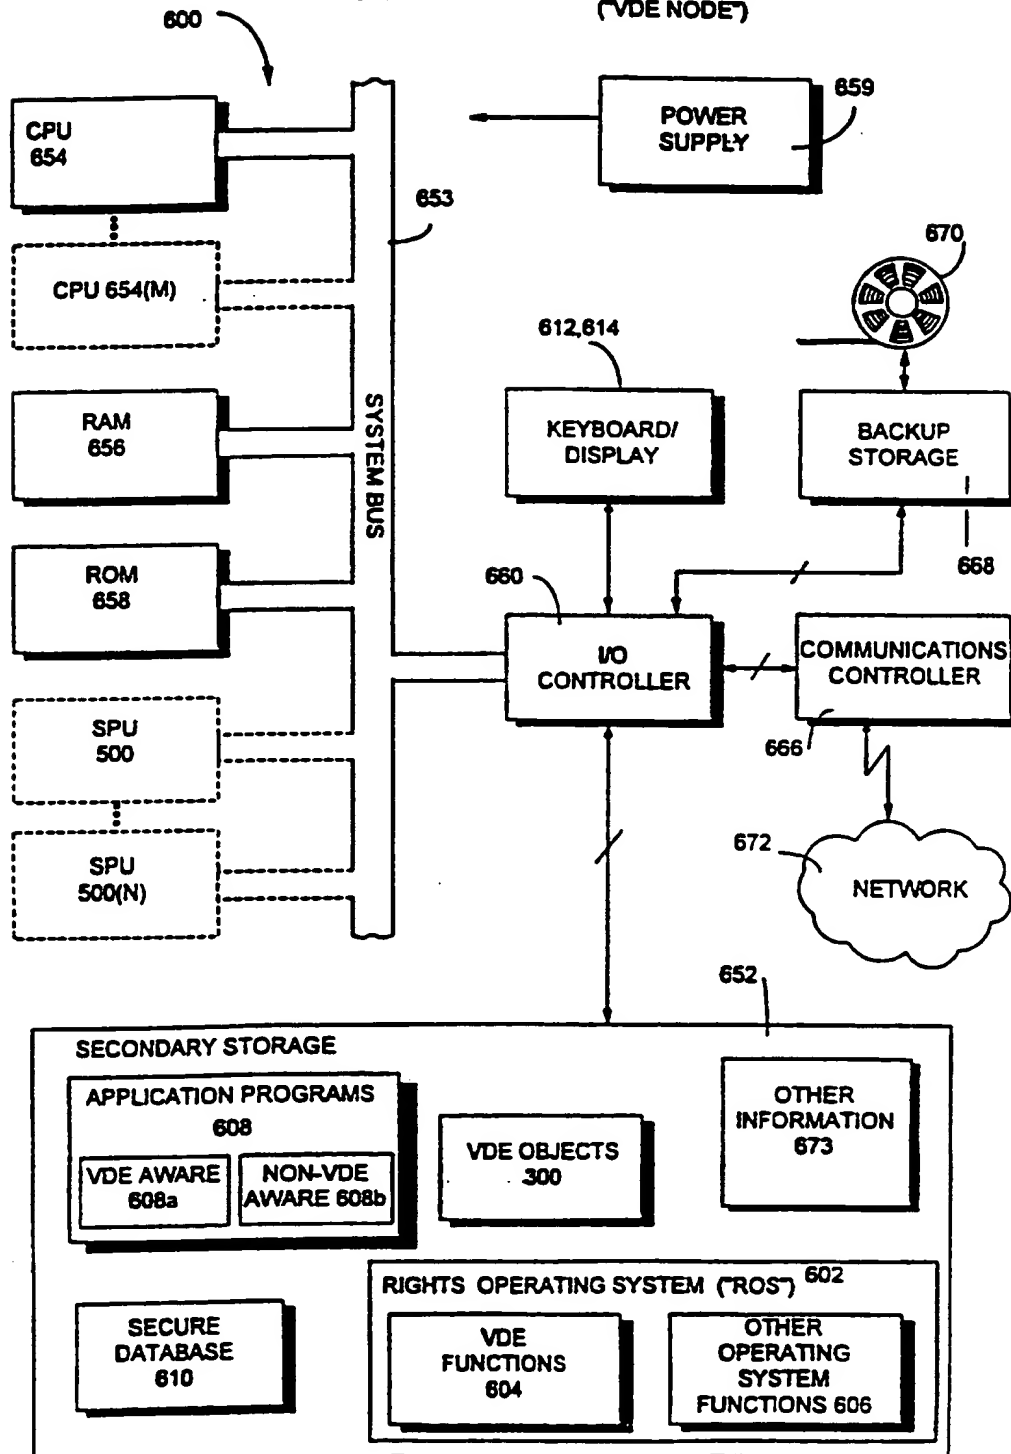 ("VDE NODE")
600
CPU
654
CPU 654(M)
RAM
656
ROM
658
SPU
500
SPU
500(N)
SYSTEM BUS
653
POWER
SUPPLY
659
670
612,614
KEYBOARD/
DISPLAY
BACKUP
STORAGE
668
660
I/O
CONTROLLER
COMMUNICATIONS
CONTROLLER
666
672
NETWORK
652
SECONDARY STORAGE
APPLICATION PROGRAMS
608
VDE AWARE
608a
NON-VDE
AWARE 608b
VDE OBJECTS
300
OTHER
INFORMATION
673
SECURE
DATABASE
610
RIGHTS OPERATING SYSTEM ("ROS") 602
VDE
FUNCTIONS
604
OTHER
OPERATING
SYSTEM
FUNCTIONS 606